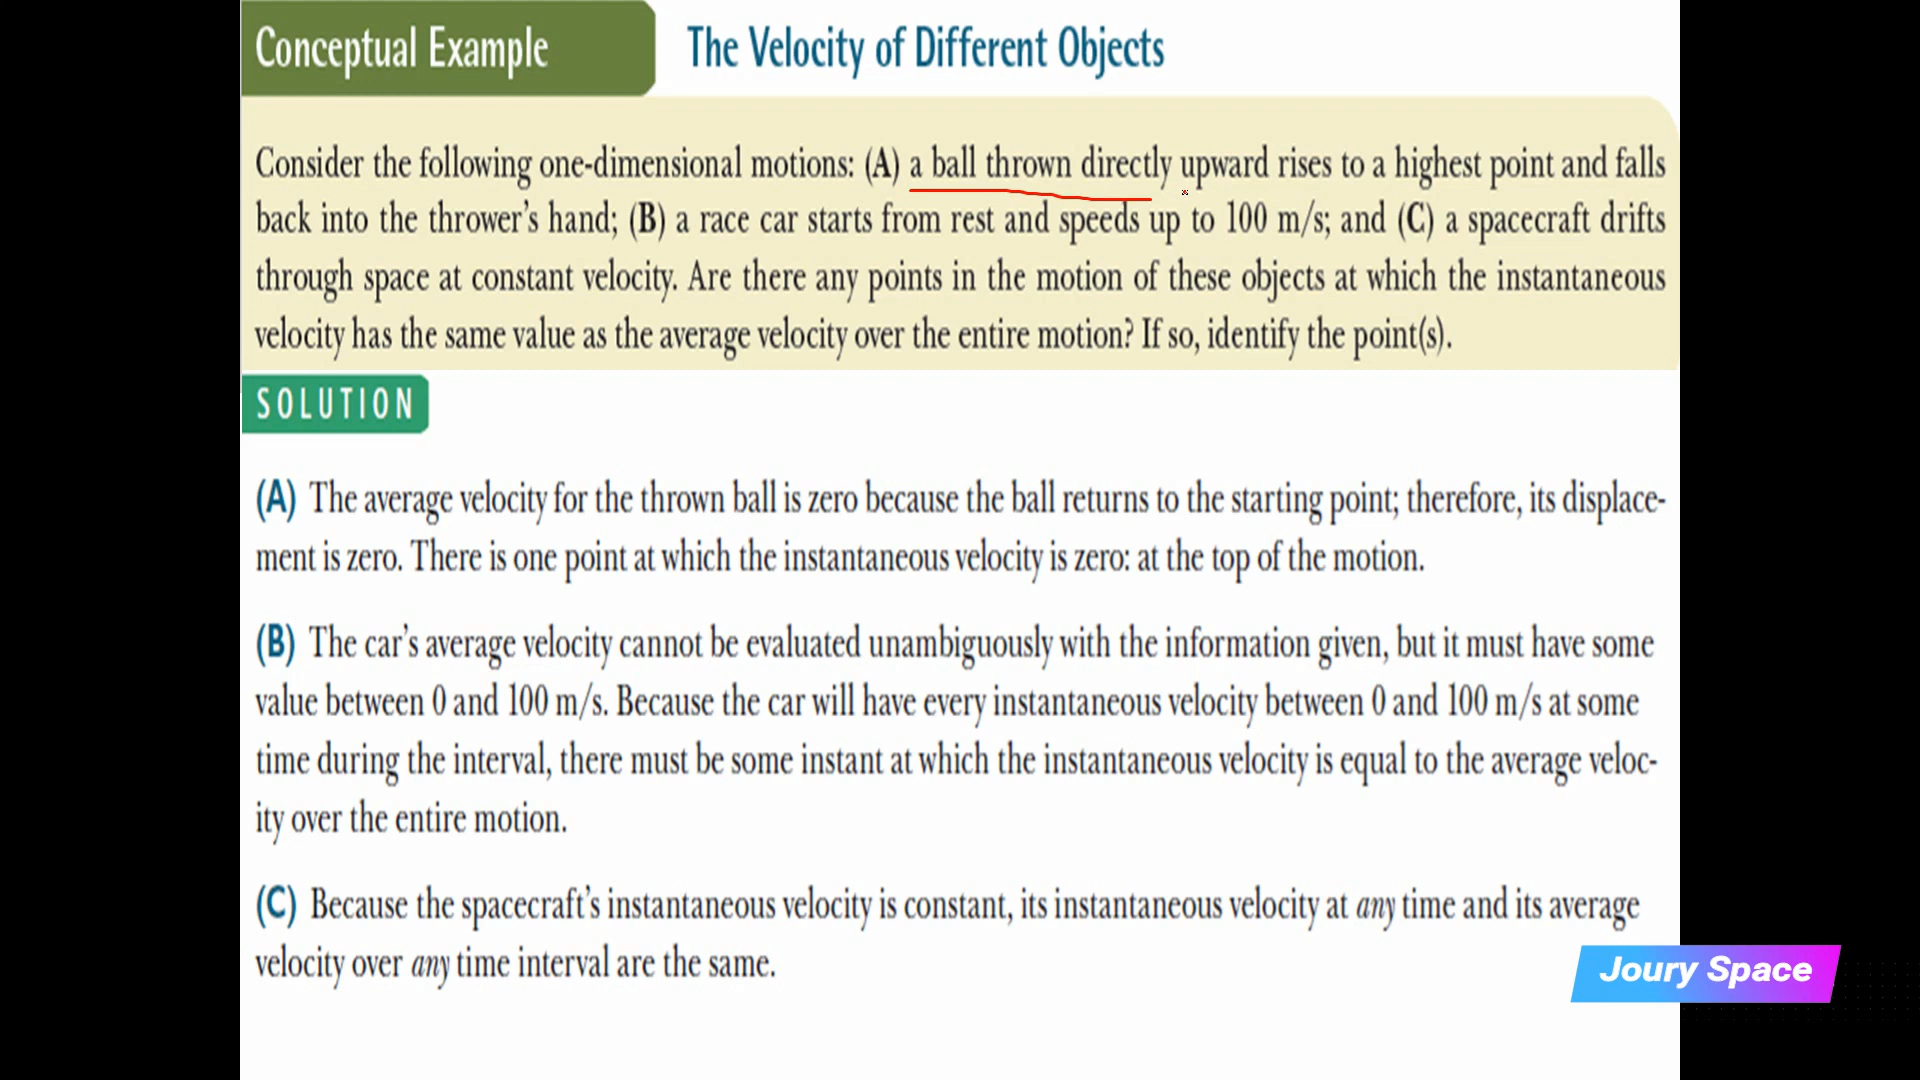 Conceptual Example
The Velocity of Different Objects
Consider the following one-dimensional motions: (A) a ball thrown directly upward rises to a highest point and falls
back into the thrower's hand; (B) a race car starts from rest and speeds up to 100 m/s; and (C) a spacecraft drifts
through space at constant velocity. Are there any points in the motion of these objects at which the instantaneous
velocity has the same value as the average velocity over the entire motion? If so, identify the point(s).
SOLUTION
(A) The average velocity for the thrown ball is zero because the ball returns to the starting point; therefore, its displace-
ment is zero. There is one point at which the instantaneous velocity is zero: at the top of the motion.
(B) The car's average velocity cannot be evaluated unambiguously with the information given, but it must have some
value between 0 and 100 m/s. Because the car will have every instantaneous velocity between 0 and 100 m/s at some
time during the interval, there must be some instant at which the instantaneous velocity is equal to the average veloc-
ity over the entire motion.
(C) Because the spacecraft's instantaneous velocity is constant, its instantaneous velocity at any time and its average
velocity over any time interval are the same.
Joury Space